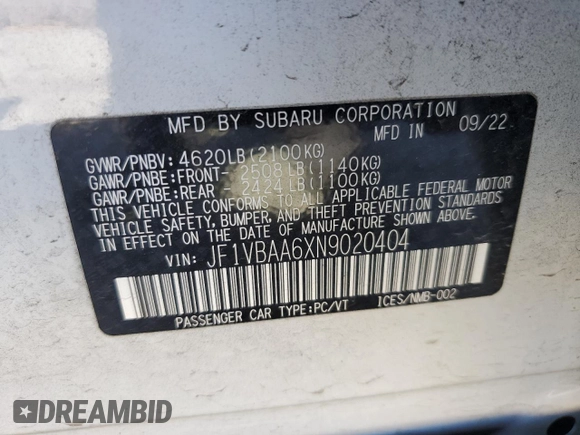 MFD BY SUBARU CORPORATION
MFD IN 09/22
GVWR/PNBV: 4620LB(2100KG)
GAWR/PNBE:FRONT- 2508LB(1140KG)
GAWR/PNBE:REAR - 2424LB(1100KG)
THIS VEHICLE CONFORMS TO ALL APPLICABLE FEDERAL MOTOR
VEHICLE SAFETY, BUMPER, AND THEFT PREVENTION STANDARDS
IN EFFECT ON THE DATE OF MANUFACTURE SHOWN ABOVE.
VIN: JF1VBAA6XN9020404
PASSENGER CAR TYPE:PC/VT ICES/NMB-002
DREAMBID